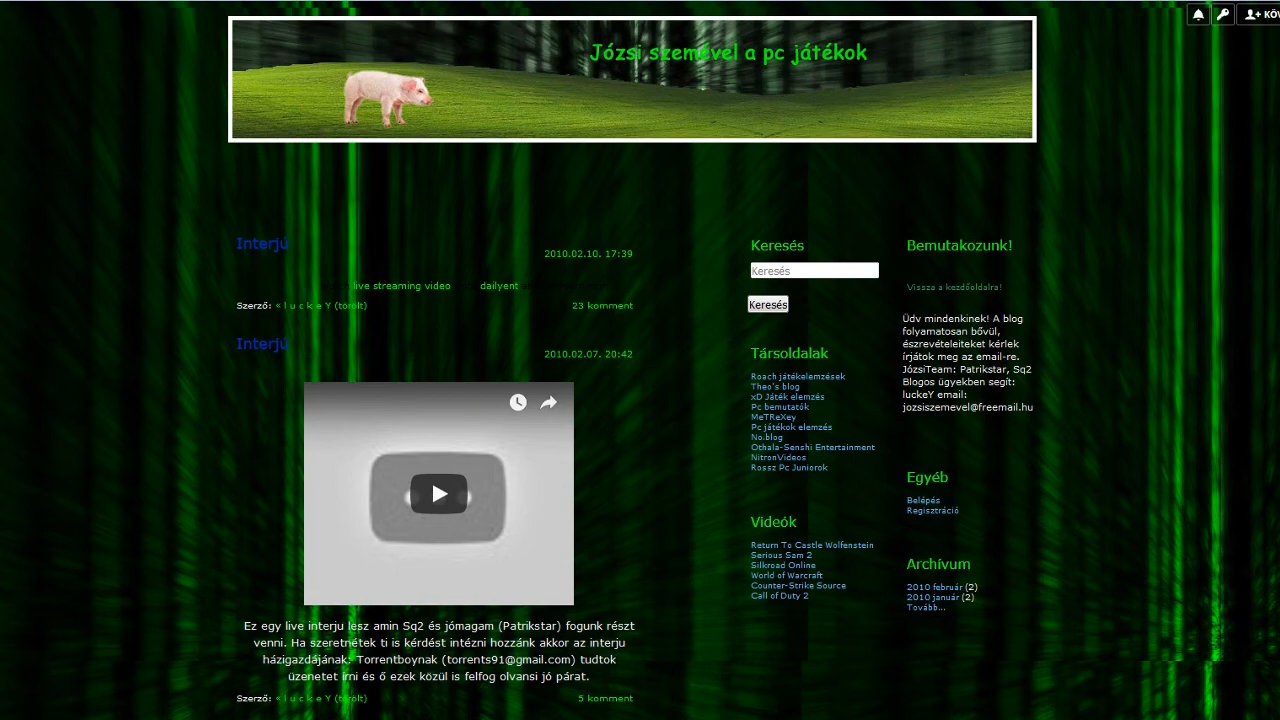 KÖV
Józsi szemével a pc játékok
Interjú
2010.02.10. 17:39
live streaming video
dailyent
Szerző: « l u c k e Y (törölt)
23 komment
Interjú
2010.02.07. 20:42
Ez egy live interju lesz amin Sq2 és jómagam (Patrikstar) fogunk részt
venni. Ha szeretnétek ti is kérdést intézni hozzánk akkor az interju
házigazdájának: Torrentboynak (torrents91@gmail.com) tudtok
üzenetet írni és ő ezek közül is felfog olvansi jó párat.
Szerző: « l u c k e Y (törölt)
5 komment
Keresés
Keresés
Keresés
Társoldalak
Roach játékelemzések
Theo's blog
xD Játék elemzés
Pc bemutatók
MeTReXey
Pc játékok elemzés
No.blog
Othala-Senshi Entertainment
NitronVideos
Rossz Pc Juniorok
Videók
Return To Castle Wolfenstein
Serious Sam 2
Silkroad Online
World of Warcraft
Counter-Strike Source
Call of Duty 2
Bemutakozunk!
Vissza a kezdőoldalra!
Üdv mindenkinek! A blog
folyamatosan bővül,
észrevételeiteket kérlek
írjátok meg az email-re.
JózsiTeam: Patrikstar, Sq2
Blogos ügyekben segít:
luckeY email:
jozsiszemevel@freemail.hu
Egyéb
Belépés
Regisztráció
Archívum
2010 február (2)
2010 január (2)
Tovább...